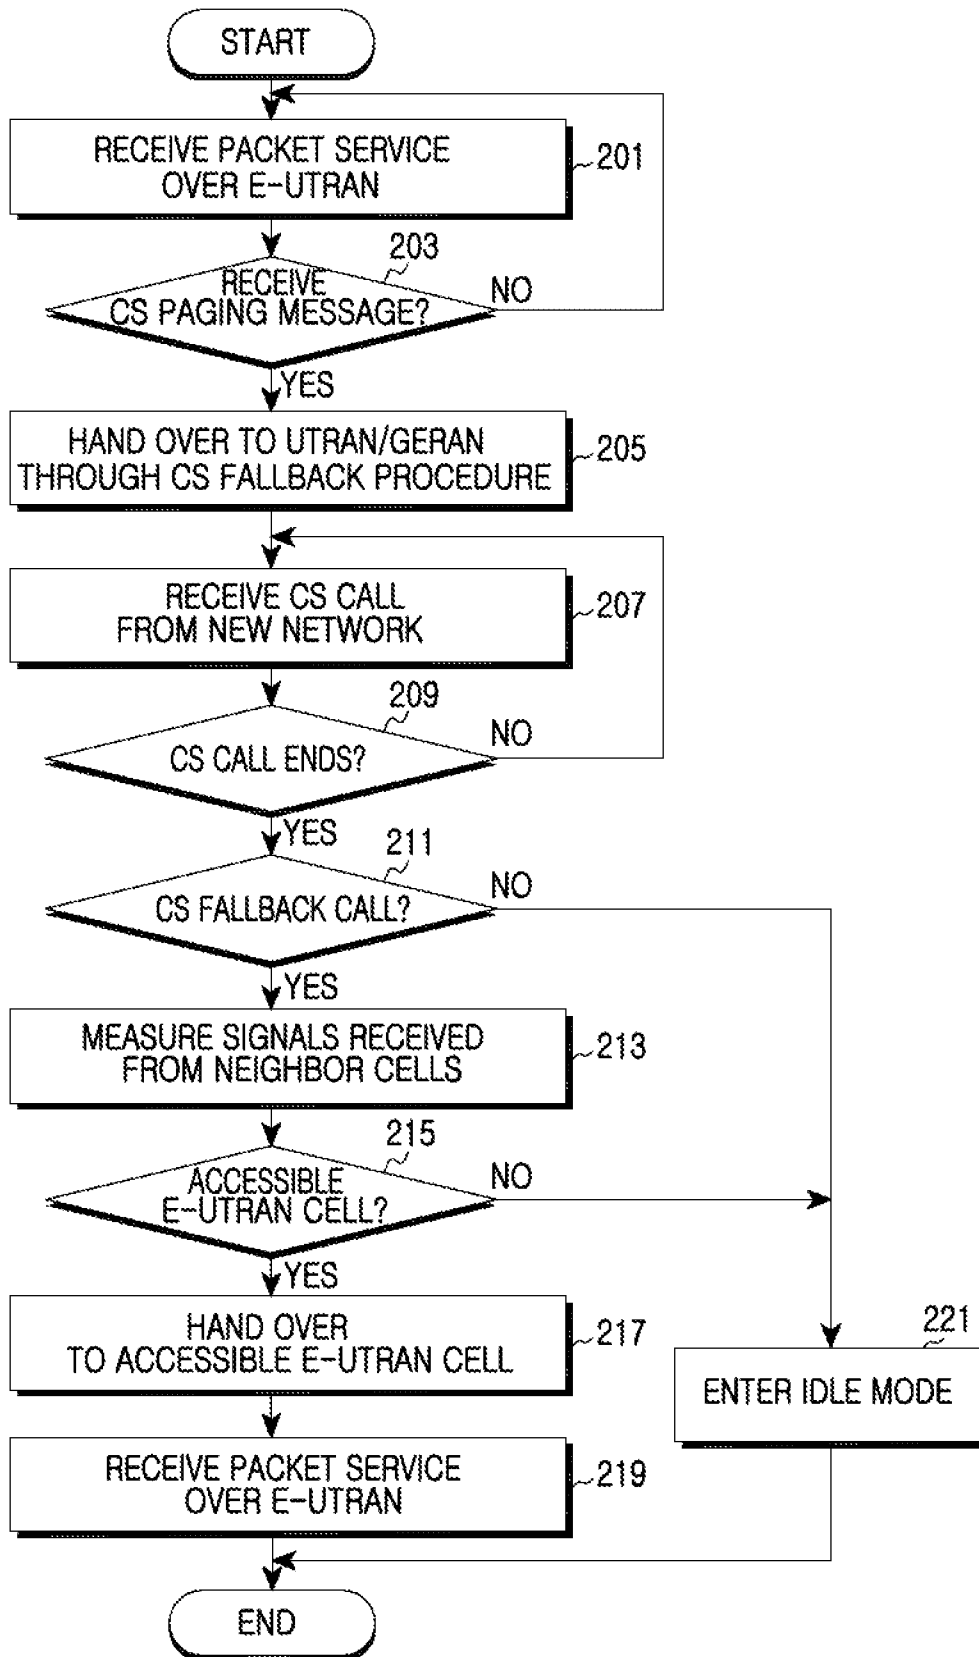 START
RECEIVE PACKET SERVICE
OVER E-UTRAN
201
203
RECEIVE
CS PAGING MESSAGE?
NO
YES
HAND OVER TO UTRAN/GERAN
THROUGH CS FALLBACK PROCEDURE
205
RECEIVE CS CALL
FROM NEW NETWORK
207
209
CS CALL ENDS?
NO
YES
211
CS FALLBACK CALL?
NO
YES
MEASURE SIGNALS RECEIVED
FROM NEIGHBOR CELLS
213
215
ACCESSIBLE
E-UTRAN CELL?
NO
YES
HAND OVER
TO ACCESSIBLE E-UTRAN CELL
217
221
ENTER IDLE MODE
RECEIVE PACKET SERVICE
OVER E-UTRAN
219
END